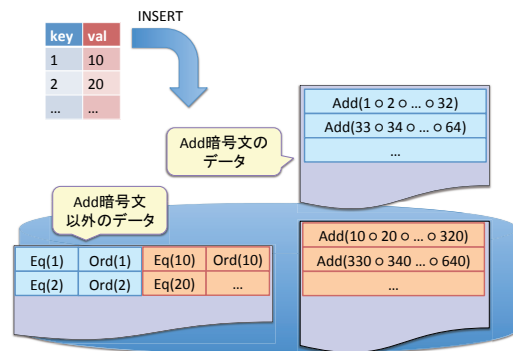 INSERT
key val
1 10
2 20
… …
Add(1 o 2 o … o 32)
Add(33 o 34 o … o 64)
…
Add暗号文の
データ
Add暗号文
以外のデータ
Add(10 o 20 o … o 320)
Add(330 o 340 … o 640)
…
Eq(1) Ord(1) Eq(10) Ord(10)
Eq(2) Ord(2) Eq(20) …